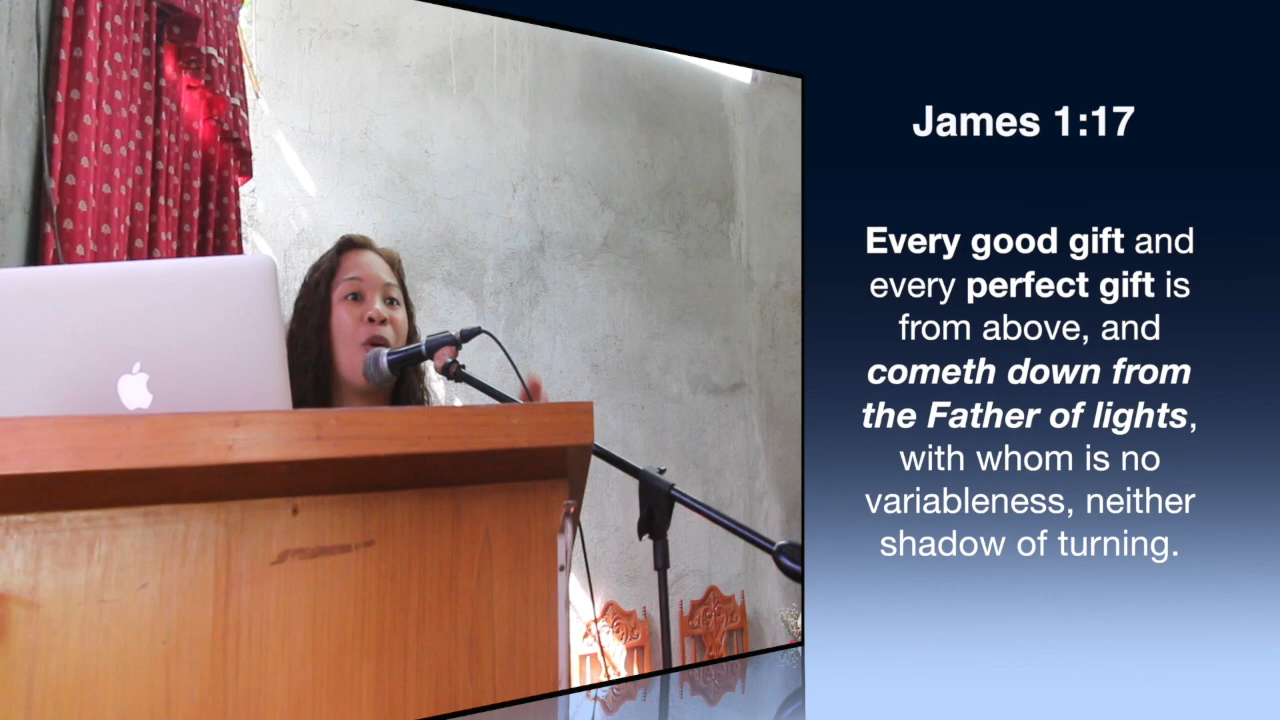 James 1:17
Every good gift and
every perfect gift is
from above, and
cometh down from
the Father of lights,
with whom is no
variableness, neither
shadow of turning.